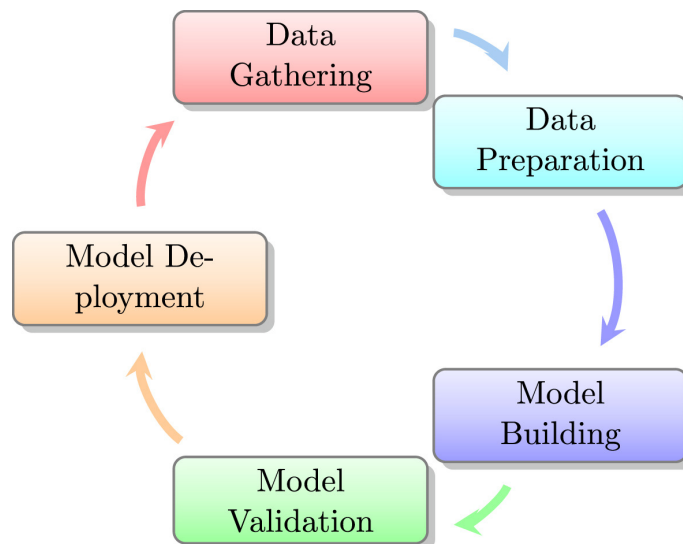 Data
Gathering
Data
Preparation
Model
Building
Model
Validation
Model De-
ployment